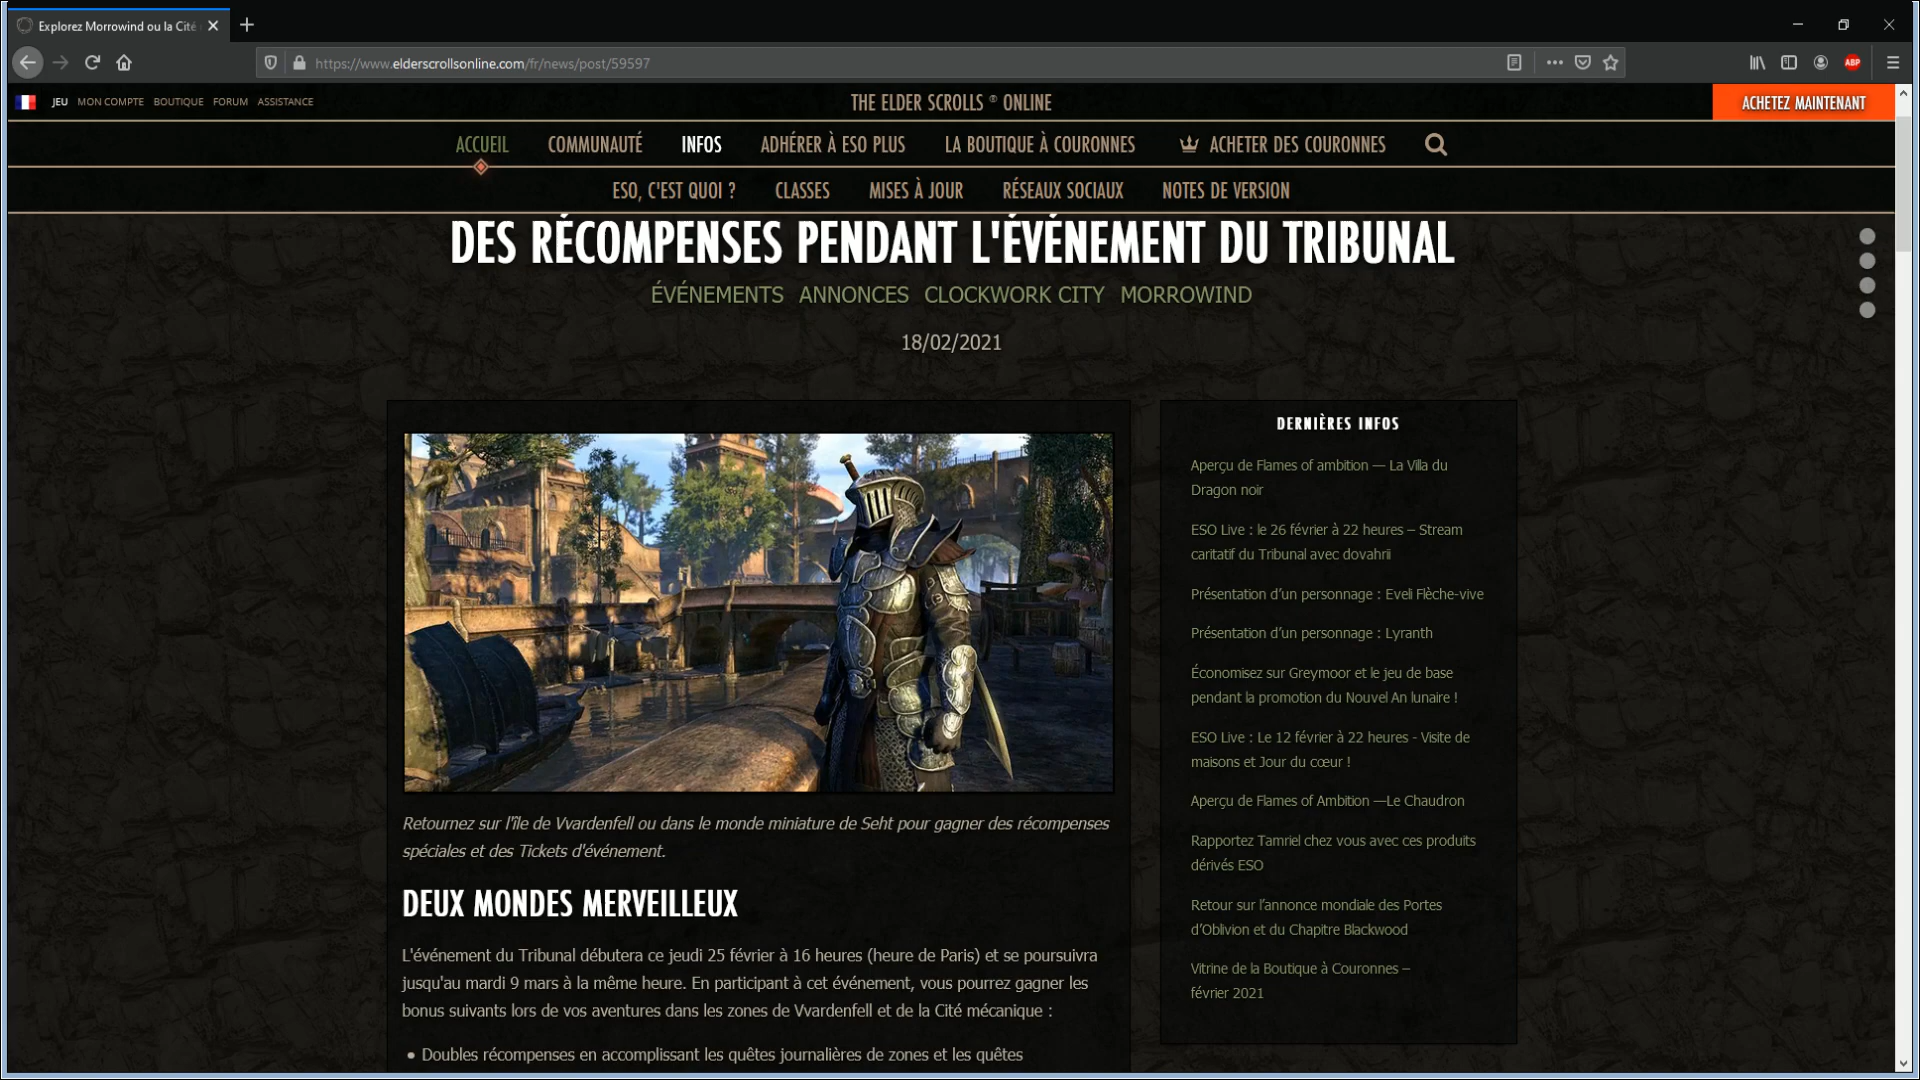 Explorez Morrowind ou la Cité
https://www.elderscrollsonline.com/fr/news/post/59597
ABP
JEU MON COMPTE BOUTIQUE FORUM ASSISTANCE
THE ELDER SCROLLS ® ONLINE
ACHETEZ MAINTENANT
ACCUEIL COMMUNAUTÉ INFOS ADHÉRER À ESO PLUS LA BOUTIQUE À COURONNES ACHETER DES COURONNES
ESO, C'EST QUOI ? CLASSES MISES À JOUR RÉSEAUX SOCIAUX NOTES DE VERSION
DES RÉCOMPENSES PENDANT L'ÉVÉNEMENT DU TRIBUNAL
ÉVÉNEMENTS ANNONCES CLOCKWORK CITY MORROWIND
18/02/2021
Retournez sur l'île de Vvardenfell ou dans le monde miniature de Seht pour gagner des récompenses
spéciales et des Tickets d'événement.
DEUX MONDES MERVEILLEUX
L'événement du Tribunal débutera ce jeudi 25 février à 16 heures (heure de Paris) et se poursuivra
jusqu'au mardi 9 mars à la même heure. En participant à cet événement, vous pourrez gagner les
bonus suivants lors de vos aventures dans les zones de Vvardenfell et de la Cité mécanique :
• Doubles récompenses en accomplissant les quêtes journalières de zones et les quêtes
DERNIÈRES INFOS
Aperçu de Flames of ambition — La Villa du
Dragon noir
ESO Live : le 26 février à 22 heures – Stream
caritatif du Tribunal avec dovahrii
Présentation d’un personnage : Eveli Flèche-vive
Présentation d’un personnage : Lyranth
Économisez sur Greymoor et le jeu de base
pendant la promotion du Nouvel An lunaire !
ESO Live : Le 12 février à 22 heures - Visite de
maisons et Jour du cœur !
Aperçu de Flames of Ambition —Le Chaudron
Rapportez Tamriel chez vous avec ces produits
dérivés ESO
Retour sur l’annonce mondiale des Portes
d’Oblivion et du Chapitre Blackwood
Vitrine de la Boutique à Couronnes –
février 2021